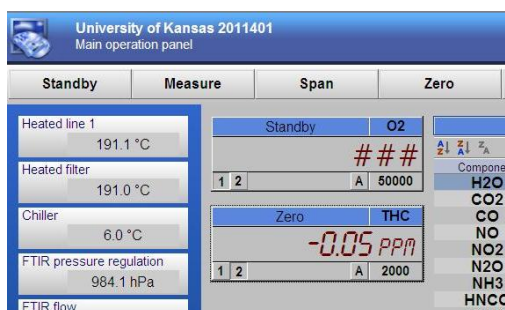 University of Kansas 2011401
Main operation panel
Standby Measure Span Zero
Heated line 1
191.1 °C
Heated filter
191.0 °C
Chiller
6.0 °C
FTIR pressure regulation
984.1 hPa
FTIR flow
Standby O2
###
1 2 A 50000
Zero THC
-0.05 PPM
1 2 A 2000
Compone
H2O
CO2
CO
NO
NO2
N2O
NH3
HNCO